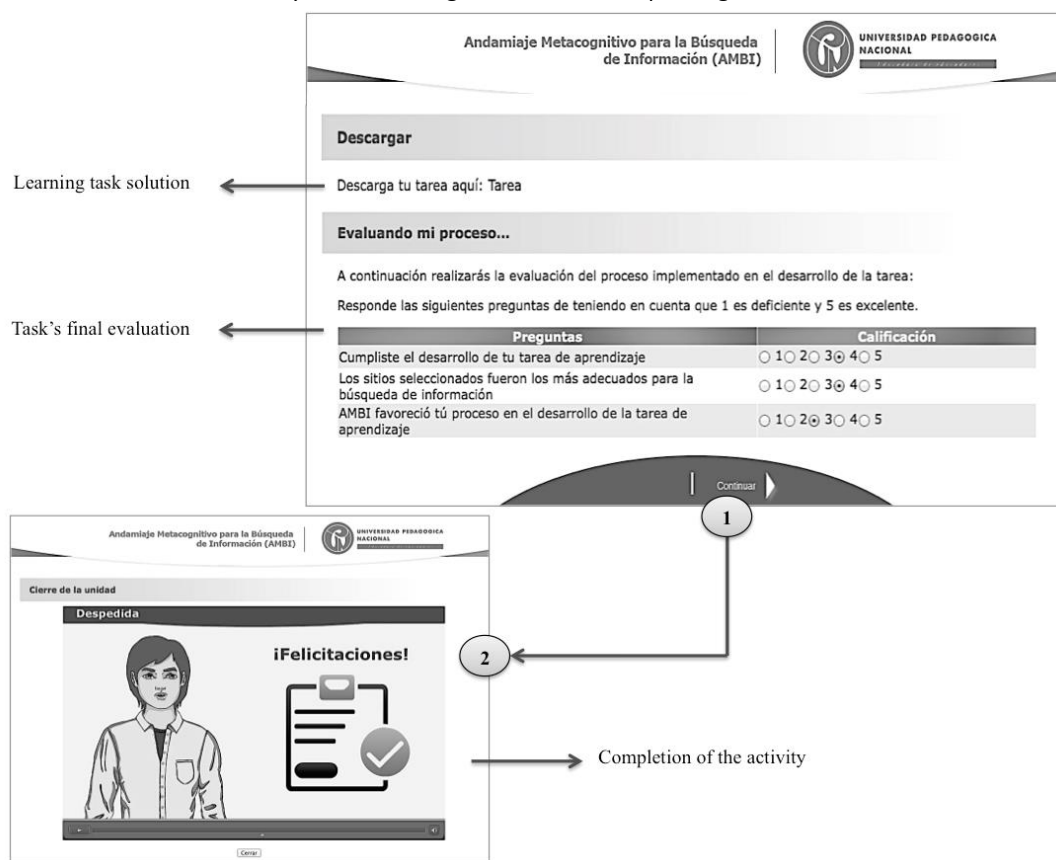 Andamiaje Metacognitivo para la Búsqueda
de Información (AMBI)
UNIVERSIDAD PEDAGOGICA
NACIONAL
Descargar
Learning task solution
Descarga tu tarea aquí: Tarea
Evaluando mi proceso...
A continuación realizarás la evaluación del proceso implementado en el desarrollo de la tarea:
Responde las siguientes preguntas de teniendo en cuenta que 1 es deficiente y 5 es excelente.
Task's final evaluation
Preguntas Calificación
Cumpliste el desarrollo de tu tarea de aprendizaje 1 2 3 4 5
Los sitios seleccionados fueron los más adecuados para la
búsqueda de información 1 2 3 4 5
AMBI favoreció tú proceso en el desarrollo de la tarea de
aprendizaje 1 2 3 4 5
Continuar
1
Andamiaje Metacognitivo para la Búsqueda
de Información (AMBI)
UNIVERSIDAD PEDAGOGICA
NACIONAL
Cierre de la unidad
Despedida
¡Felicitaciones!
2
Completion of the activity
Cerrar